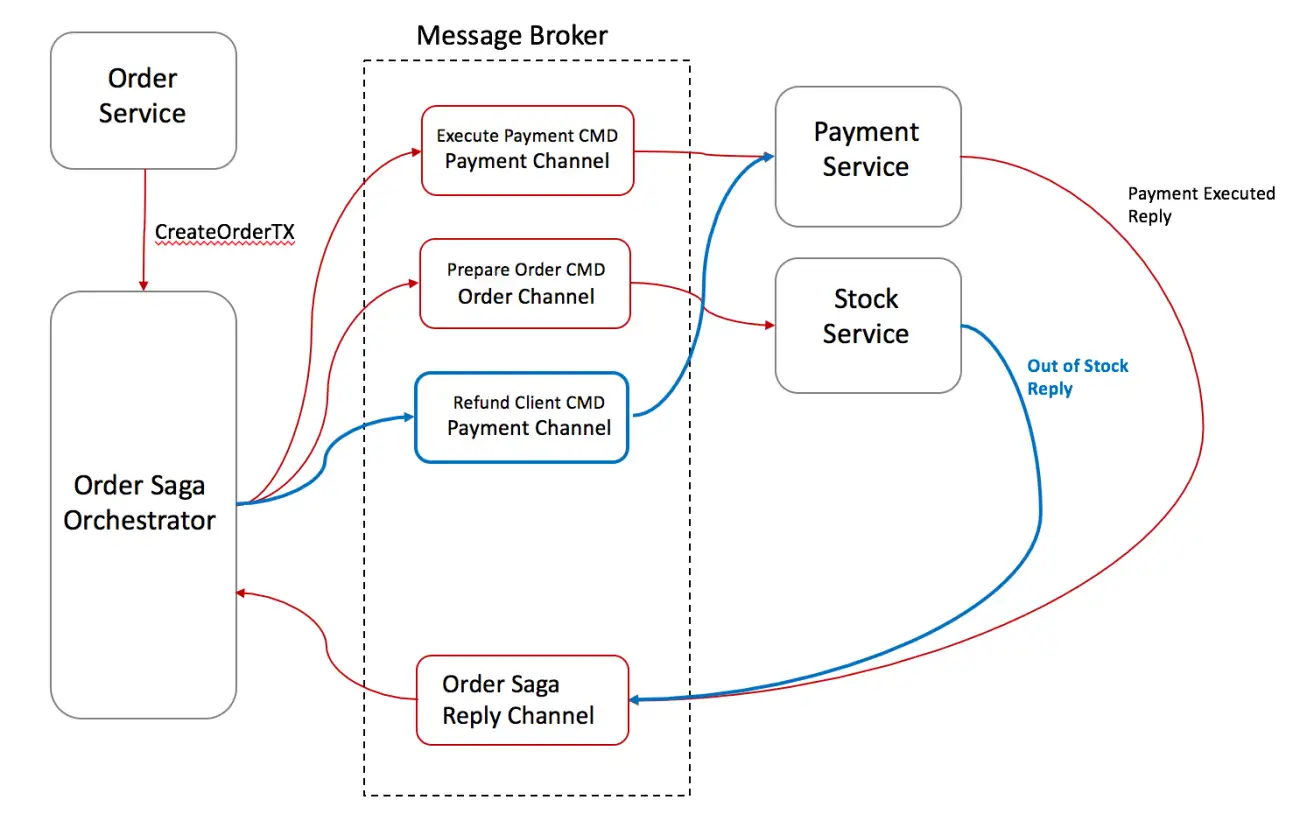 Message Broker
Order
Service
CreateOrderTX
Execute Payment CMD
Payment Channel
Payment
Service
Payment Executed
Reply
Prepare Order CMD
Order Channel
Stock
Service
Out of Stock
Reply
Refund Client CMD
Payment Channel
Order Saga
Orchestrator
Order Saga
Reply Channel